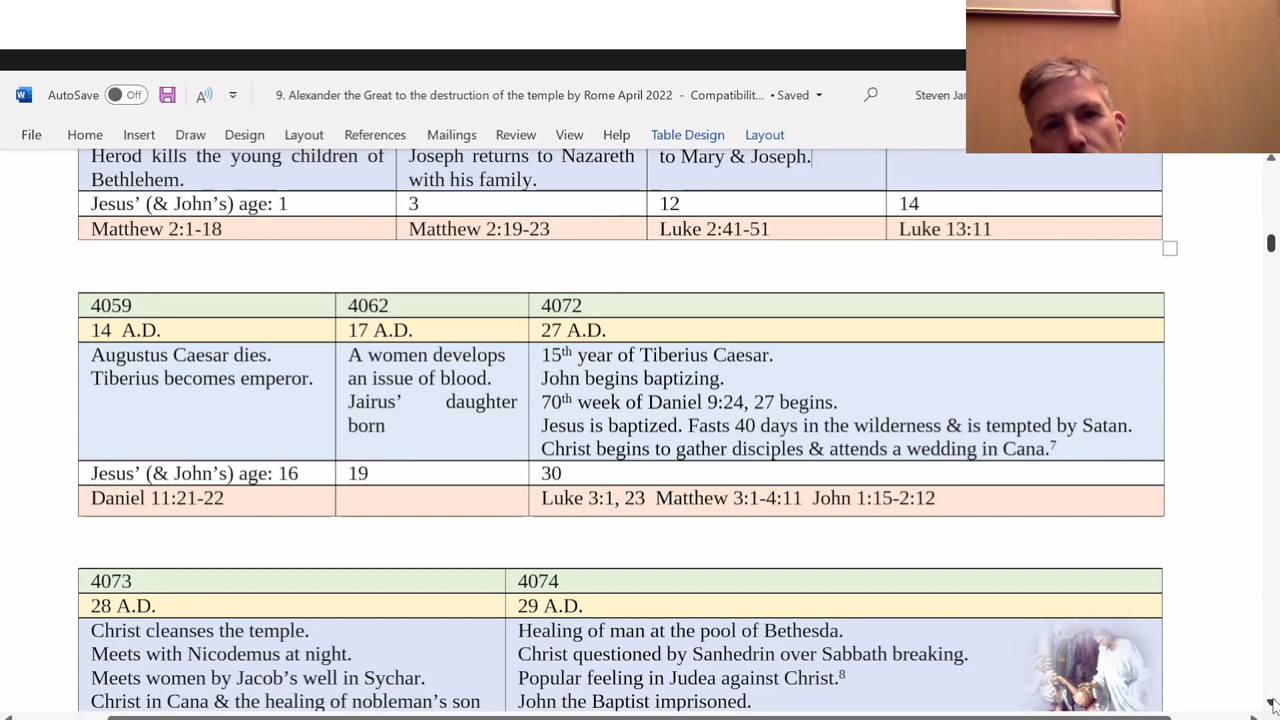 AutoSave Off 9. Alexander the Great to the destruction of the temple by Rome April 2022 - Compatibilit... • Saved Steven Jar
File Home Insert Draw Design Layout References Mailings Review View Help Table Design Layout
Herod kills the young children of
Bethlehem.
Joseph returns to Nazareth
with his family.
to Mary & Joseph.
Jesus’ (& John’s) age: 1 3 12 14
Matthew 2:1-18 Matthew 2:19-23 Luke 2:41-51 Luke 13:11
4059 4062 4072
14 A.D. 17 A.D. 27 A.D.
Augustus Caesar dies.
Tiberius becomes emperor.
A women develops
an issue of blood.
Jairus’ daughter
born
15th year of Tiberius Caesar.
John begins baptizing.
70th week of Daniel 9:24, 27 begins.
Jesus is baptized. Fasts 40 days in the wilderness & is tempted by Satan.
Christ begins to gather disciples & attends a wedding in Cana.7
Jesus’ (& John’s) age: 16 19 30
Daniel 11:21-22 Luke 3:1, 23 Matthew 3:1-4:11 John 1:15-2:12
4073 4074
28 A.D. 29 A.D.
Christ cleanses the temple.
Meets with Nicodemus at night.
Meets women by Jacob’s well in Sychar.
Christ in Cana & the healing of nobleman’s son
Healing of man at the pool of Bethesda.
Christ questioned by Sanhedrin over Sabbath breaking.
Popular feeling in Judea against Christ.8
John the Baptist imprisoned.